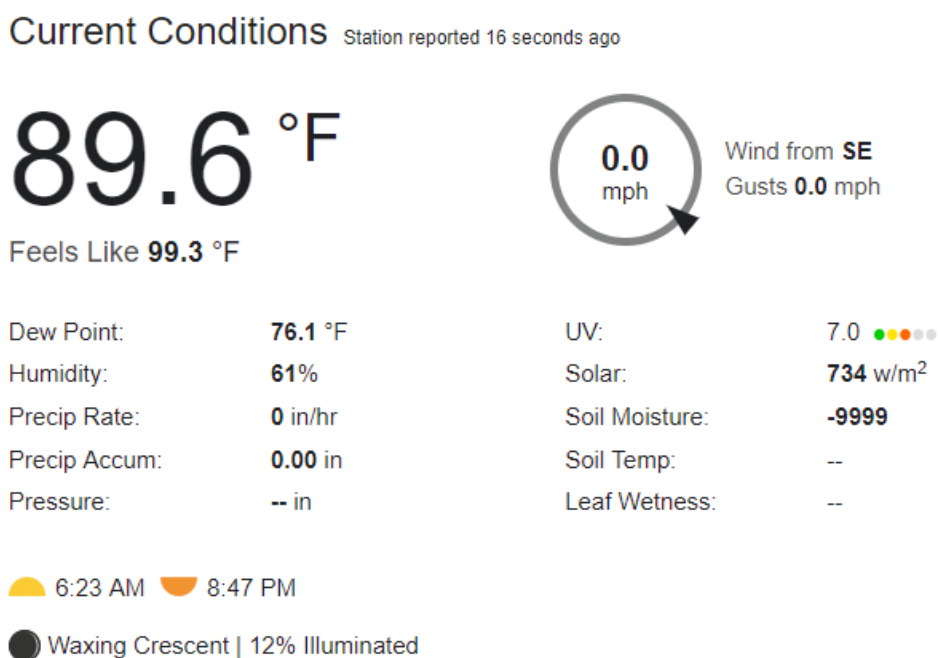 Current Conditions Station reported 16 seconds ago
89.6 °F
Feels Like 99.3 °F
0.0
mph
Wind from SE
Gusts 0.0 mph
Dew Point: 76.1 °F
Humidity: 61%
Precip Rate: 0 in/hr
Precip Accum: 0.00 in
Pressure: -- in
UV: 7.0
Solar: 734 w/m2
Soil Moisture: -9999
Soil Temp: --
Leaf Wetness: --
6:23 AM 8:47 PM
Waxing Crescent | 12% Illuminated